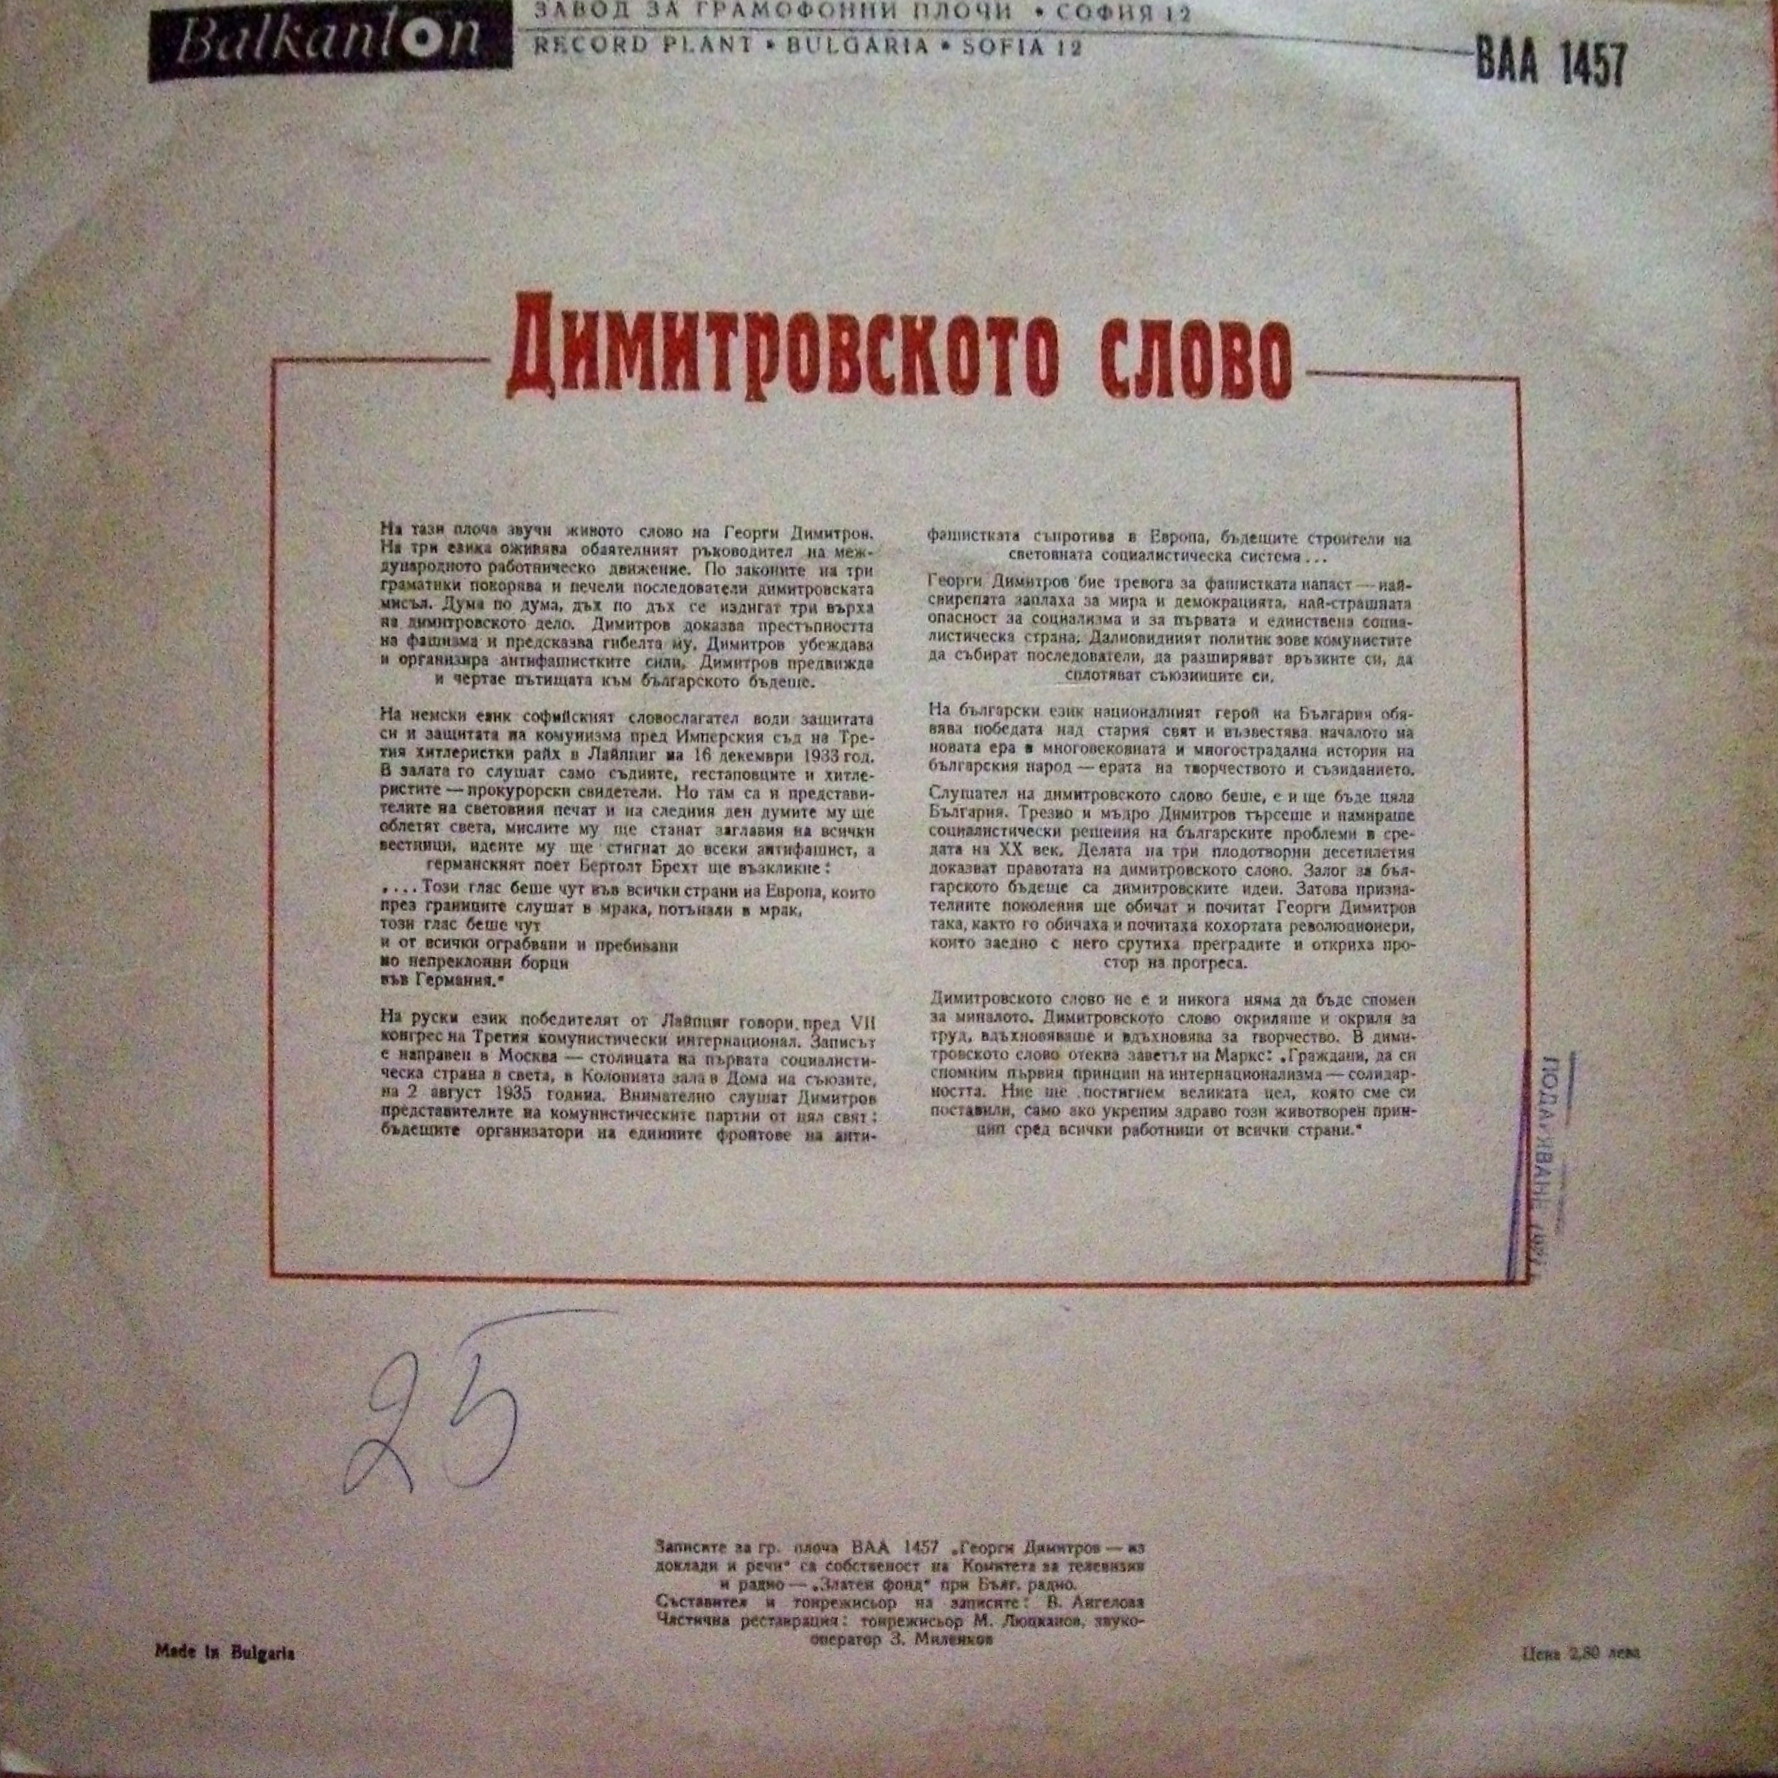 Balkanton
ЗАВОД ЗА ГРАМОФОННИ ПЛОЧИ • СОФИЯ 12
RECORD PLANT • BULGARIA • SOFIA 12
ВАА 1457
Димитровското слово
На тази плоча звучи живото слово на Георги Димитров.
На три езика оживява обаятелният ръководител на меж-
дународното работническо движение. По законите на три
граматики покорява и печели последователи димитровската
мисъл. Дума по дума, дъх по дъх се издигат три върха
на димитровското дело. Димитров доказва престъпността
на фашизма и предсказва гибелта му. Димитров убеждава
и организира антифашистките сили. Димитров предвижда
и чертае пътищата към българското бъдеще.
На немски език софийският словослагател води защитата
си и защитата на комунизма пред Имперския съд на Тре-
тия хитлеристки райх в Лайпциг на 16 декември 1933 год.
В залата го слушат само съдиите, гестаповците и хитле-
ристите — прокурорски свидетели. Но там са и представи-
телите на световния печат и на следния ден думите му ще
облетят света, мислите му ще станат заглавия на всички
вестници, идеите му ще стигнат до всеки антифашист, а
германският поет Бертолт Брехт ще възкликне:
„...Този глас беше чут във всички страни на Европа, които
през границите слушат в мрака, потънали в мрак,
този глас беше чут
и от всички ограбвани и пребивани
но непреклонни борци
във Германия.“
На руски език победителят от Лайпциг говори пред VII
конгрес на Третия комунистически интернационал. Записът
е направен в Москва — столицата на първата социалисти-
ческа страна в света, в Колонната зала в Дома на съюзите,
на 2 август 1935 година. Внимателно слушат Димитров
представителите на комунистическите партии от цял свят:
бъдещите организатори на единните фронтове на анти-
фашистката съпротива в Европа, бъдещите строители на
световната социалистическа система...
Георги Димитров бие тревога за фашистката напаст — най-
свирепата заплаха за мира и демокрацията, най-страшната
опасност за социализма и за първата и единствена социа-
листическа страна. Далновидният политик зове комунистите
да събират последователи, да разширяват връзките си, да
сплотяват съюзниците си.
На български език националният герой на България обя-
вява победата над стария свят и възвестява началото на
новата ера в многовековната и многострадална история на
българския народ — ерата на творчеството и съзиданието.
Слушател на димитровското слово беше, е и ще бъде цяла
България. Трезво и мъдро Димитров търсеше и намираше
социалистически решения на българските проблеми в сре-
дата на XX век. Делата на три плодотворни десетилетия
доказват правотата на димитровското слово. Залог за бъл-
гарското бъдеще са димитровските идеи. Затова призна-
телните поколения ще обичат и почитат Георги Димитров
така, както го обичаха и почитаха кохортата революционери,
които заедно с него срутиха преградите и откриха про-
стор на прогреса.
Димитровското слово не е и никога няма да бъде спомен
за миналото. Димитровското слово окриляше и окриля за
труд, вдъхновяваше и вдъхновява за творчество. В дими-
тровското слово отеква заветът на Маркс: „Граждани, да си
спомним първия принцип на интернационализма — солидар-
ността. Ние ще постигнем великата цел, която сме си
поставили, само ако укрепим здраво този животворен прин-
цип сред всички работници от всички страни.“
25
Записите за гр. плоча ВАА 1457 „Георги Димитров — из
доклади и речи“ са собственост на Комитета за телевизия
и радио — „Златен фонд“ при Бълг. радио.
Съставител и тонрежисьор на записите: В. Ангелова
Частична реставрация: тонрежисьор М. Люцканов, звуко-
оператор З. Миленков
Made in Bulgaria
Цена 2,80 лева